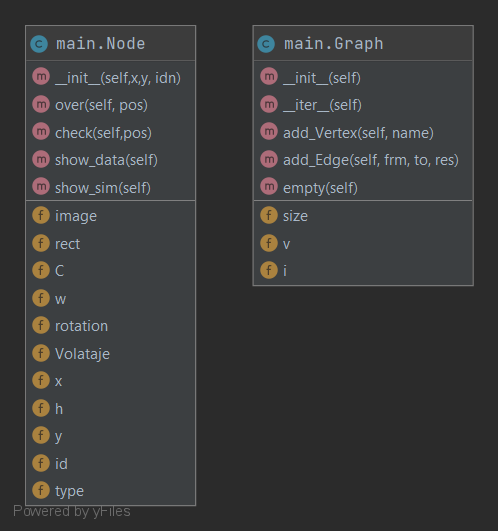 main.Node
__init__(self,x,y, idn)
over(self, pos)
check(self,pos)
show_data(self)
show_sim(self)
image
rect
C
w
rotation
Volataje
x
h
y
id
type
main.Graph
__init__(self)
__iter__(self)
add_Vertex(self, name)
add_Edge(self, frm, to, res)
empty(self)
size
v
i
Powered by yFiles